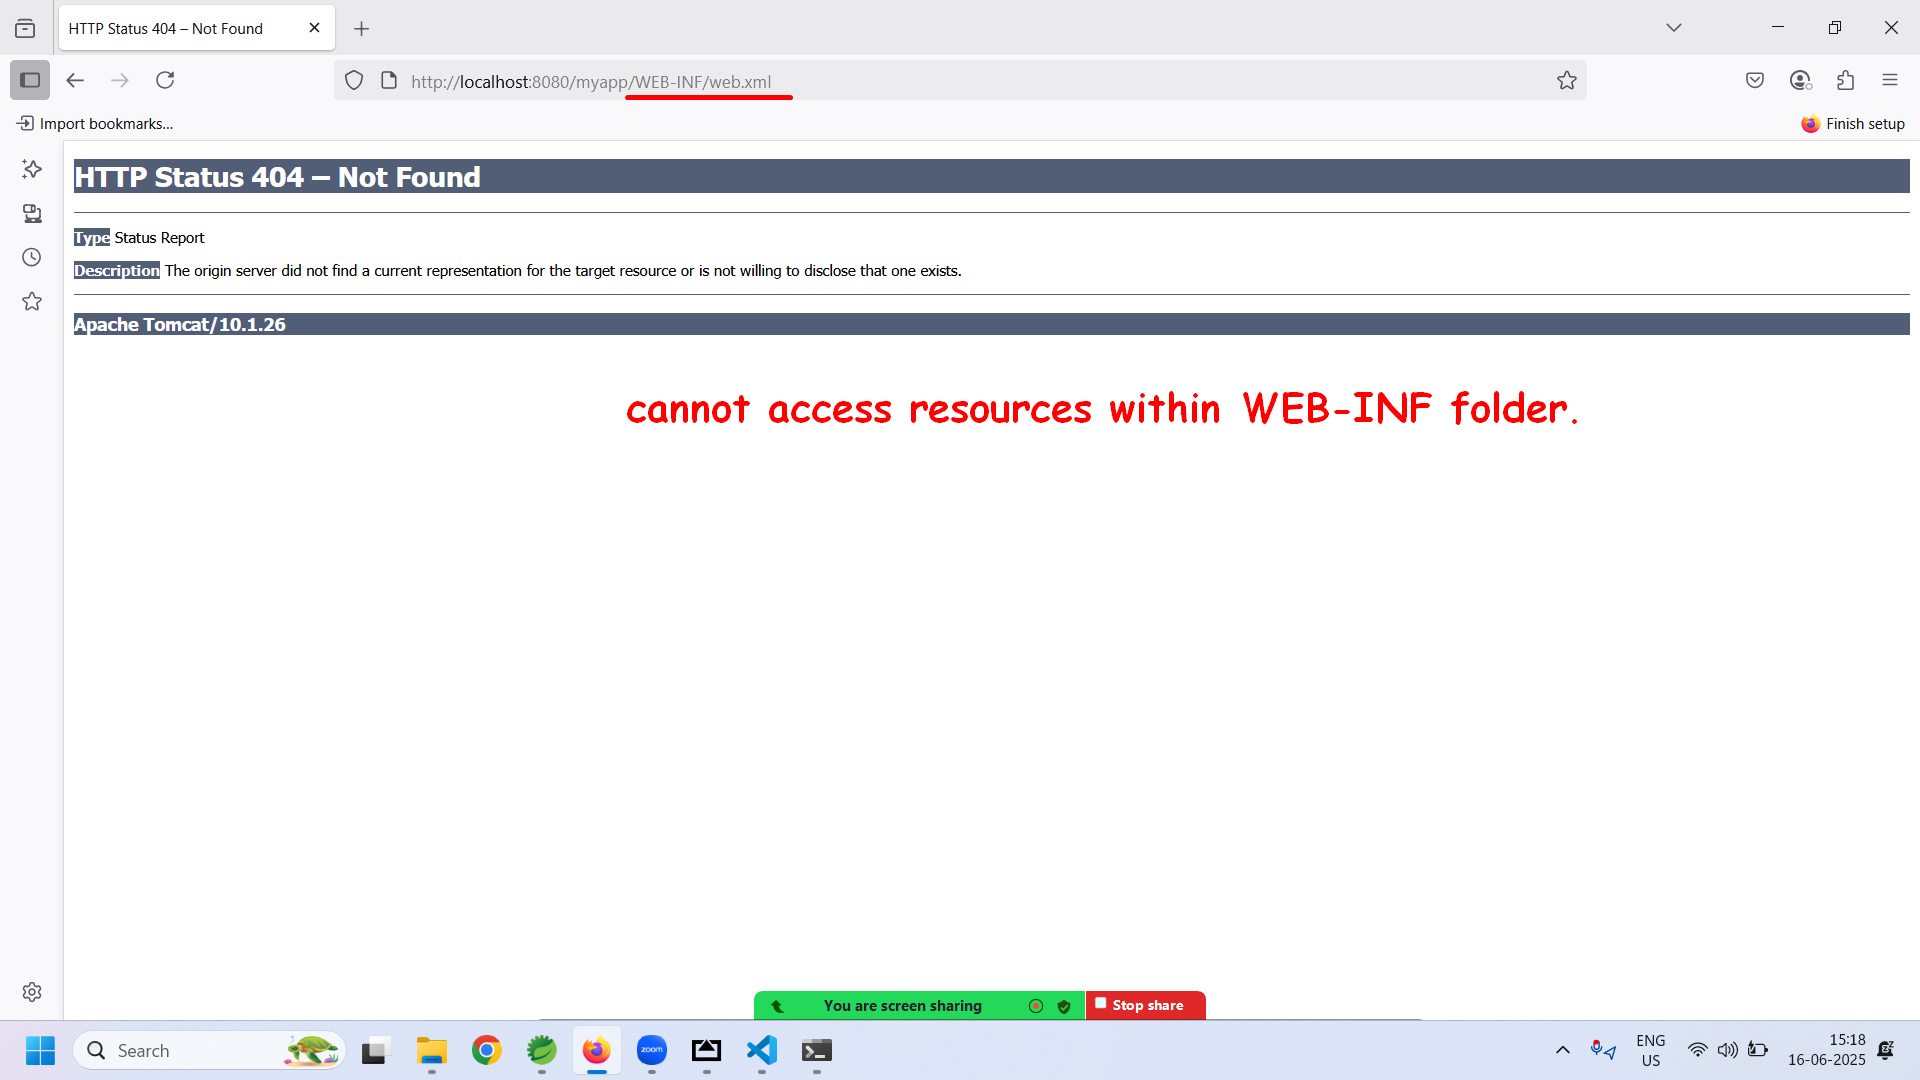 HTTP Status 404 – Not Found
http://localhost:8080/myapp/WEB-INF/web.xml
Import bookmarks...
Finish setup
HTTP Status 404 – Not Found
Type Status Report
Description The origin server did not find a current representation for the target resource or is not willing to disclose that one exists.
Apache Tomcat/10.1.26
cannot access resources within WEB-INF folder.
You are screen sharing
Stop share
Search
zoom
ENG
US
15:18
16-06-2025